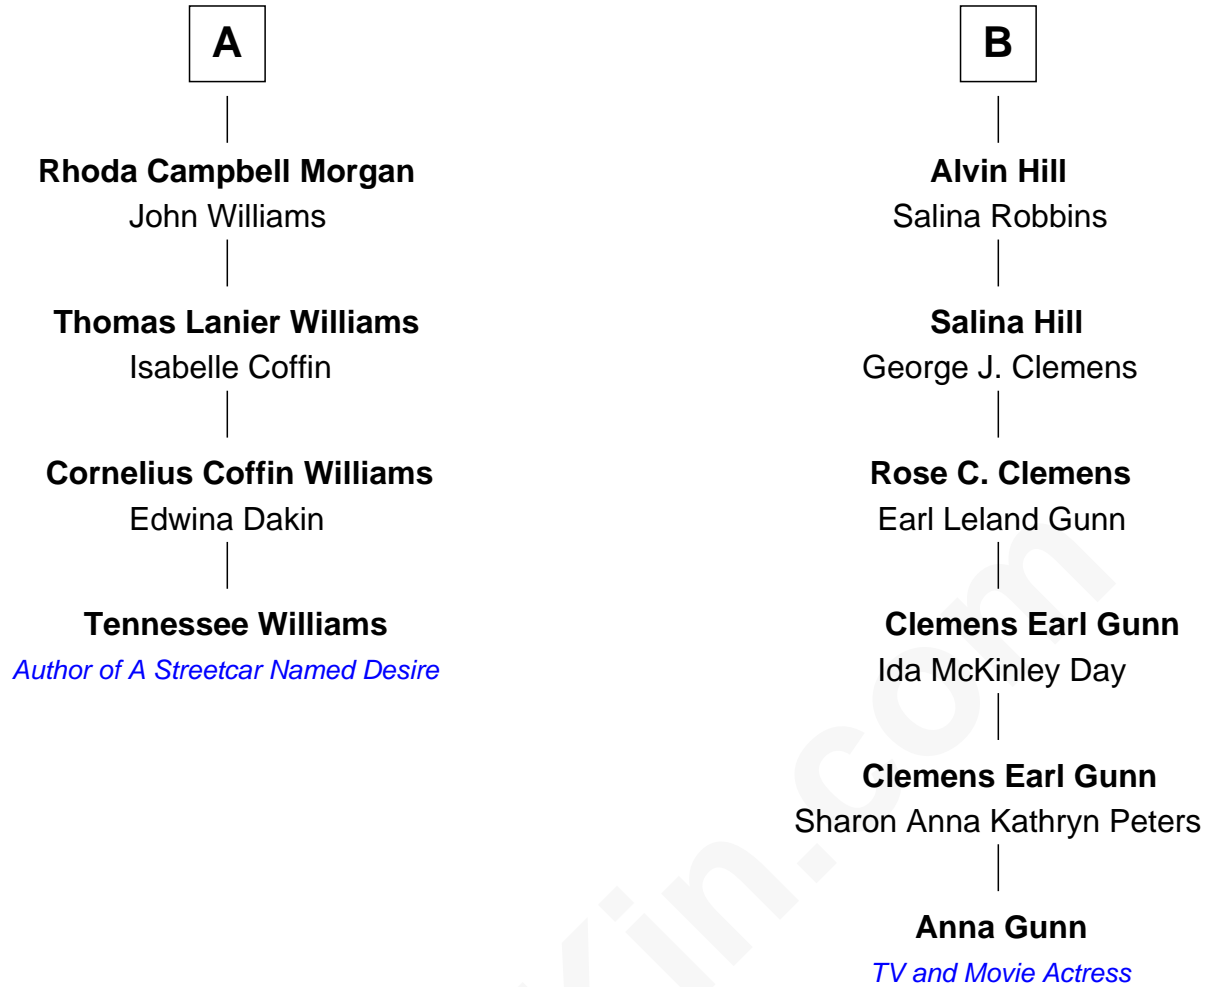 A
Rhoda Campbell Morgan
John Williams
Thomas Lanier Williams
Isabelle Coffin
Cornelius Coffin Williams
Edwina Dakin
Tennessee Williams
Author of A Streetcar Named Desire
B
Alvin Hill
Salina Robbins
Salina Hill
George J. Clemens
Rose C. Clemens
Earl Leland Gunn
Clemens Earl Gunn
Ida McKinley Day
Clemens Earl Gunn
Sharon Anna Kathryn Peters
Anna Gunn
TV and Movie Actress
Kin.com